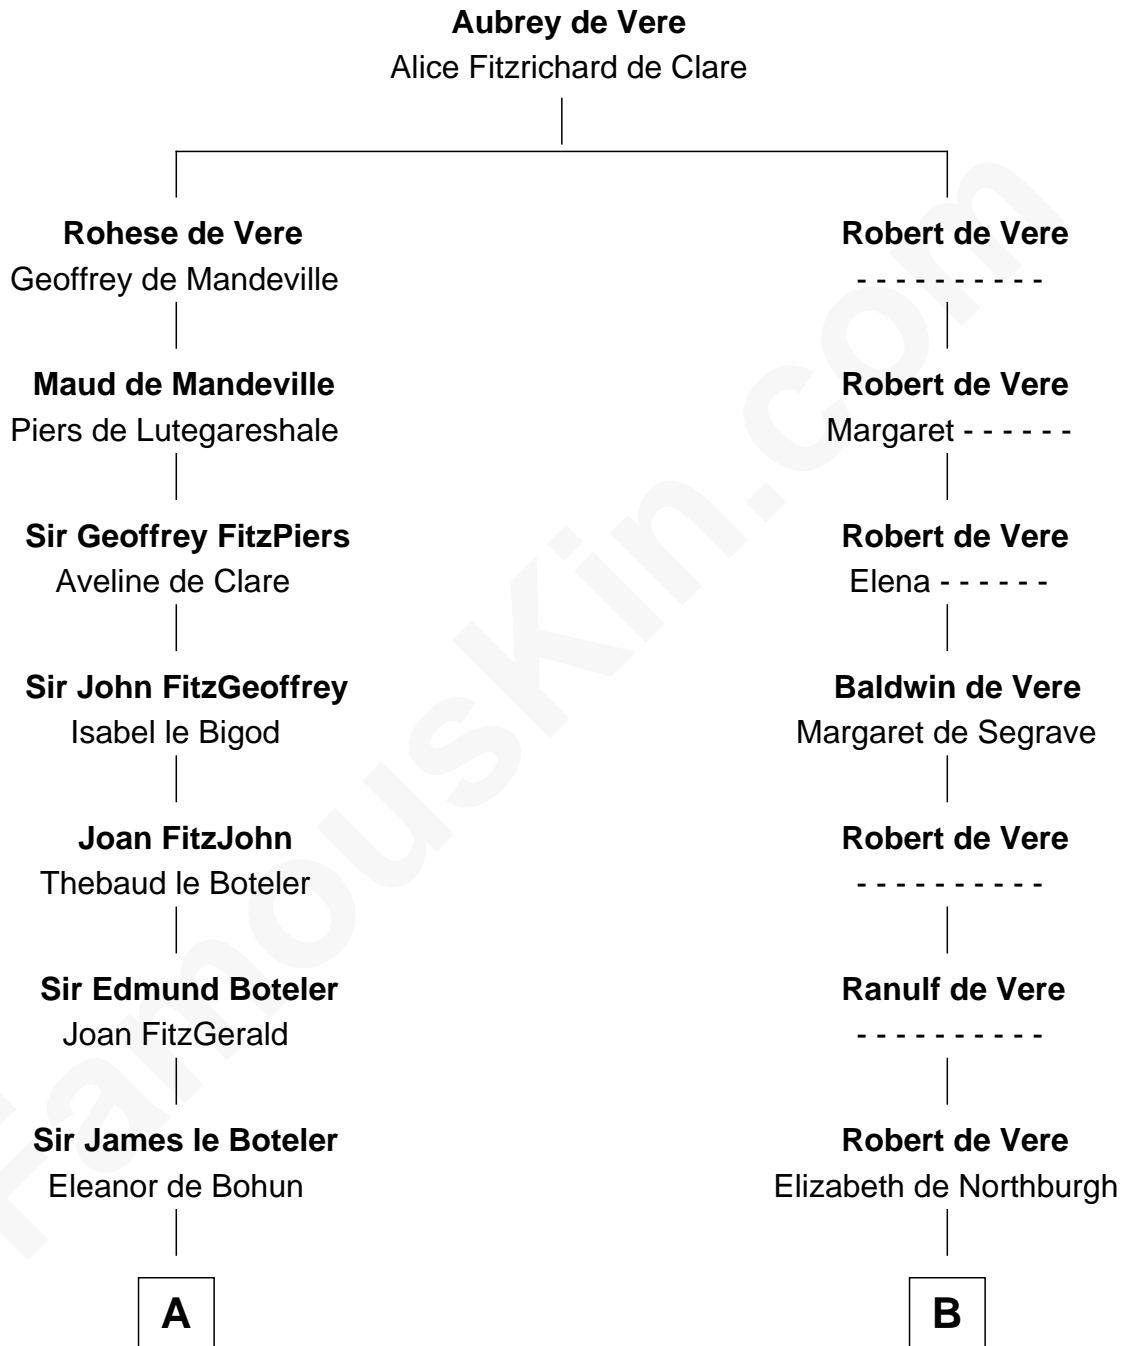 Aubrey de Vere
Alice Fitzrichard de Clare
Rohese de Vere
Geoffrey de Mandeville
Maud de Mandeville
Piers de Lutegareshale
Sir Geoffrey FitzPiers
Aveline de Clare
Sir John FitzGeoffrey
Isabel le Bigod
Joan FitzJohn
Thebaud le Boteler
Sir Edmund Boteler
Joan FitzGerald
Sir James le Boteler
Eleanor de Bohun
A
Robert de Vere
- - - - - - - - - -
Robert de Vere
Margaret - - - - - -
Robert de Vere
Elena - - - - - -
Baldwin de Vere
Margaret de Segrave
Robert de Vere
- - - - - - - - - -
Ranulf de Vere
- - - - - - - - - -
Robert de Vere
Elizabeth de Northburgh
B
FamousKin.com